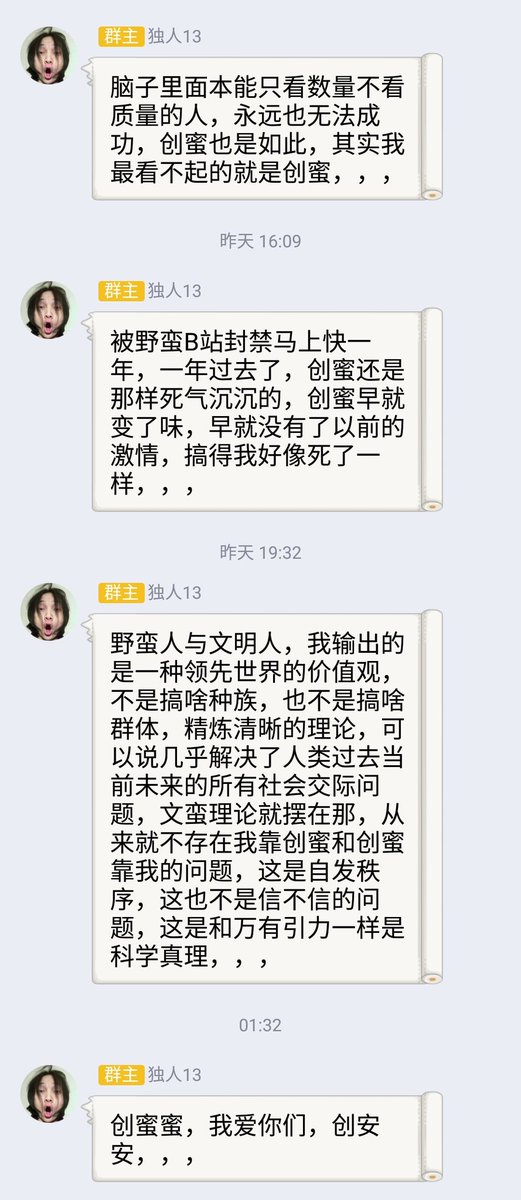 群主 独人13
脑子里面本能只看数量不看
质量的人，永远也无法成
功，创蜜也是如此，其实我
最看不起的就是创蜜，，，
昨天 16:09
群主 独人13
被野蛮B站封禁马上快一
年，一年过去了，创蜜还是
那样死气沉沉的，创蜜早就
变了味，早就没有了以前的
激情，搞得我好像死了一
样，，，
昨天 19:32
群主 独人13
野蛮人与文明人，我输出的
是一种领先世界的价值观，
不是搞啥种族，也不是搞啥
群体，精炼清晰的理论，可
以说几乎解决了人类过去当
前未来的所有社会交际问
题，文蛮理论就摆在那，从
来就不存在我靠创蜜和创蜜
靠我的问题，这是自发秩
序，这也不是信不信的问
题，这是和万有引力一样是
科学真理，，，
01:32
群主 独人13
创蜜蜜，我爱你们，创安
安，，，